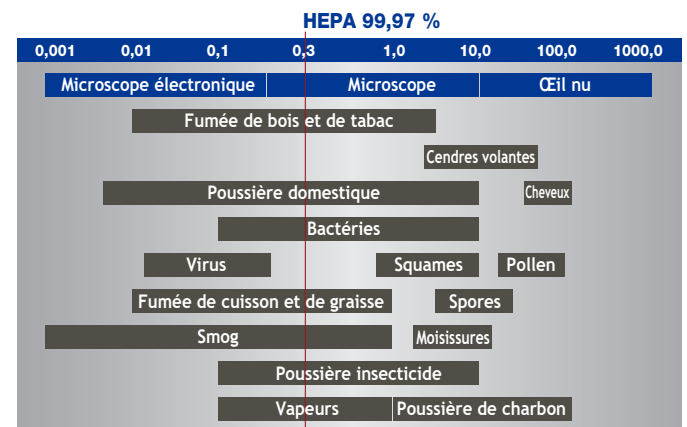 HEPA 99,97 %
0,001 0,01 0,1 0,3 1,0 10,0 100,0 1000,0
Microscope électronique Microscope Œil nu
Fumée de bois et de tabac
Cendres volantes
Poussière domestique Cheveux
Bactéries
Virus Squames Pollen
Fumée de cuisson et de graisse Spores
Smog Moisissures
Poussière insecticide
Vapeurs Poussière de charbon